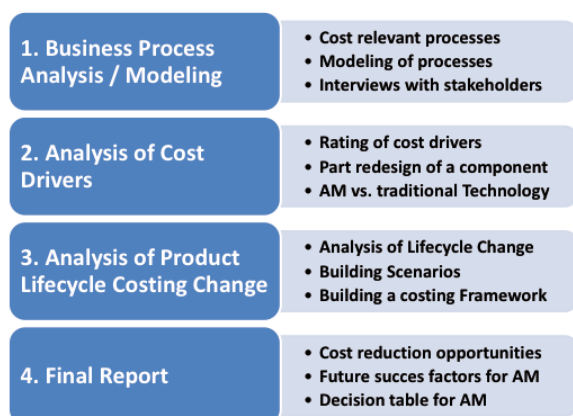 1. Business Process
Analysis / Modeling
• Cost relevant processes
• Modeling of processes
• Interviews with stakeholders
2. Analysis of Cost
Drivers
• Rating of cost drivers
• Part redesign of a component
• AM vs. traditional Technology
3. Analysis of Product
Lifecycle Costing Change
• Analysis of Lifecycle Change
• Building Scenarios
• Building a costing Framework
4. Final Report
• Cost reduction opportunities
• Future succes factors for AM
• Decision table for AM